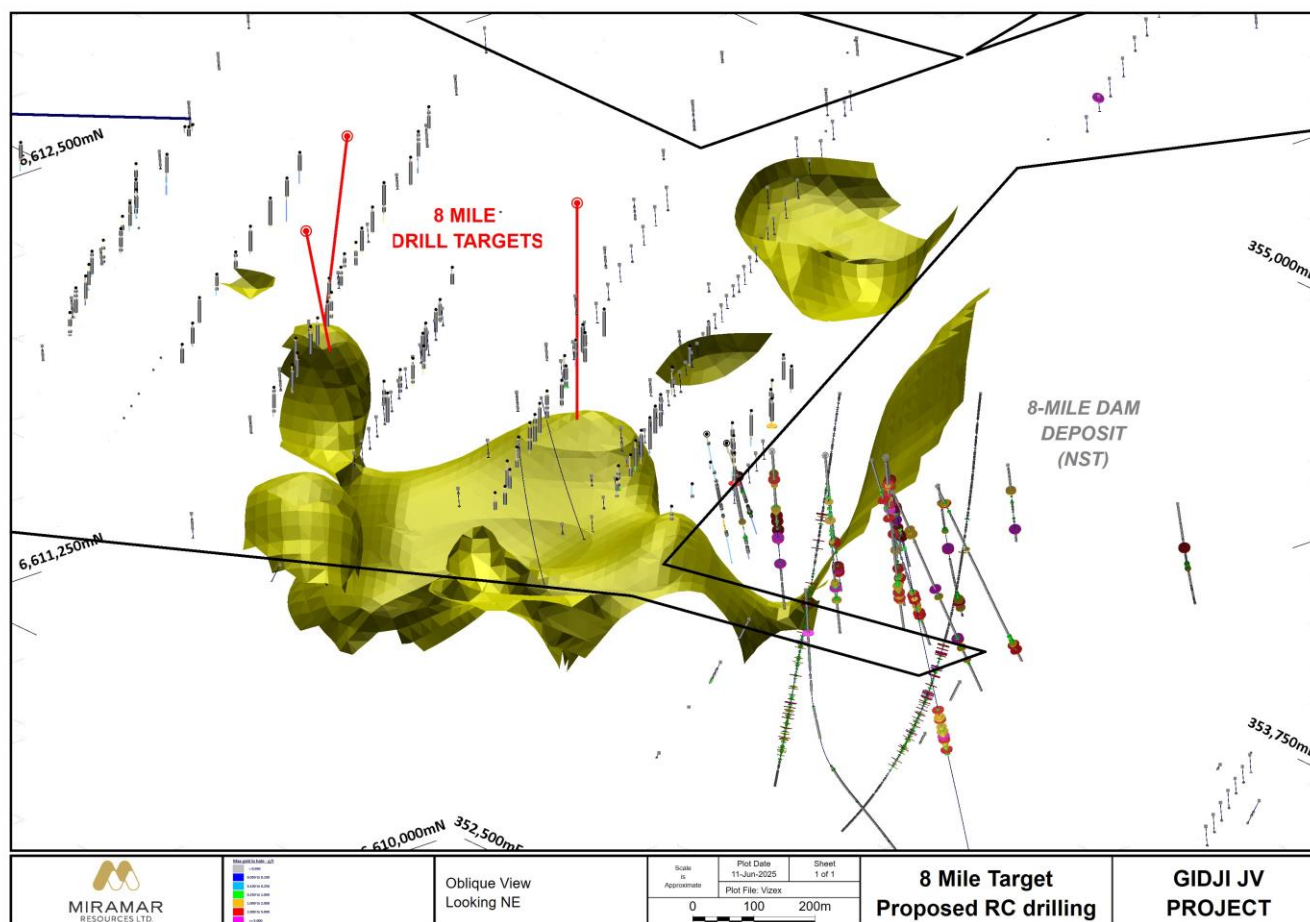 6,612,500mN
8 MILE
DRILL TARGETS
355,000mE
8-MILE DAM
DEPOSIT
(NST)
6,611,250mN
353,750mE
6,610,000mN
352,500mE
MIRAMAR
RESOURCES LTD.
Oblique View
Looking NE
Scale
is
Approximate
Plot Date
11-Jun-2025
Sheet
1 of 1
Plot File: Vizex
0 100 200m
8 Mile Target
Proposed RC drilling
GIDJI JV
PROJECT